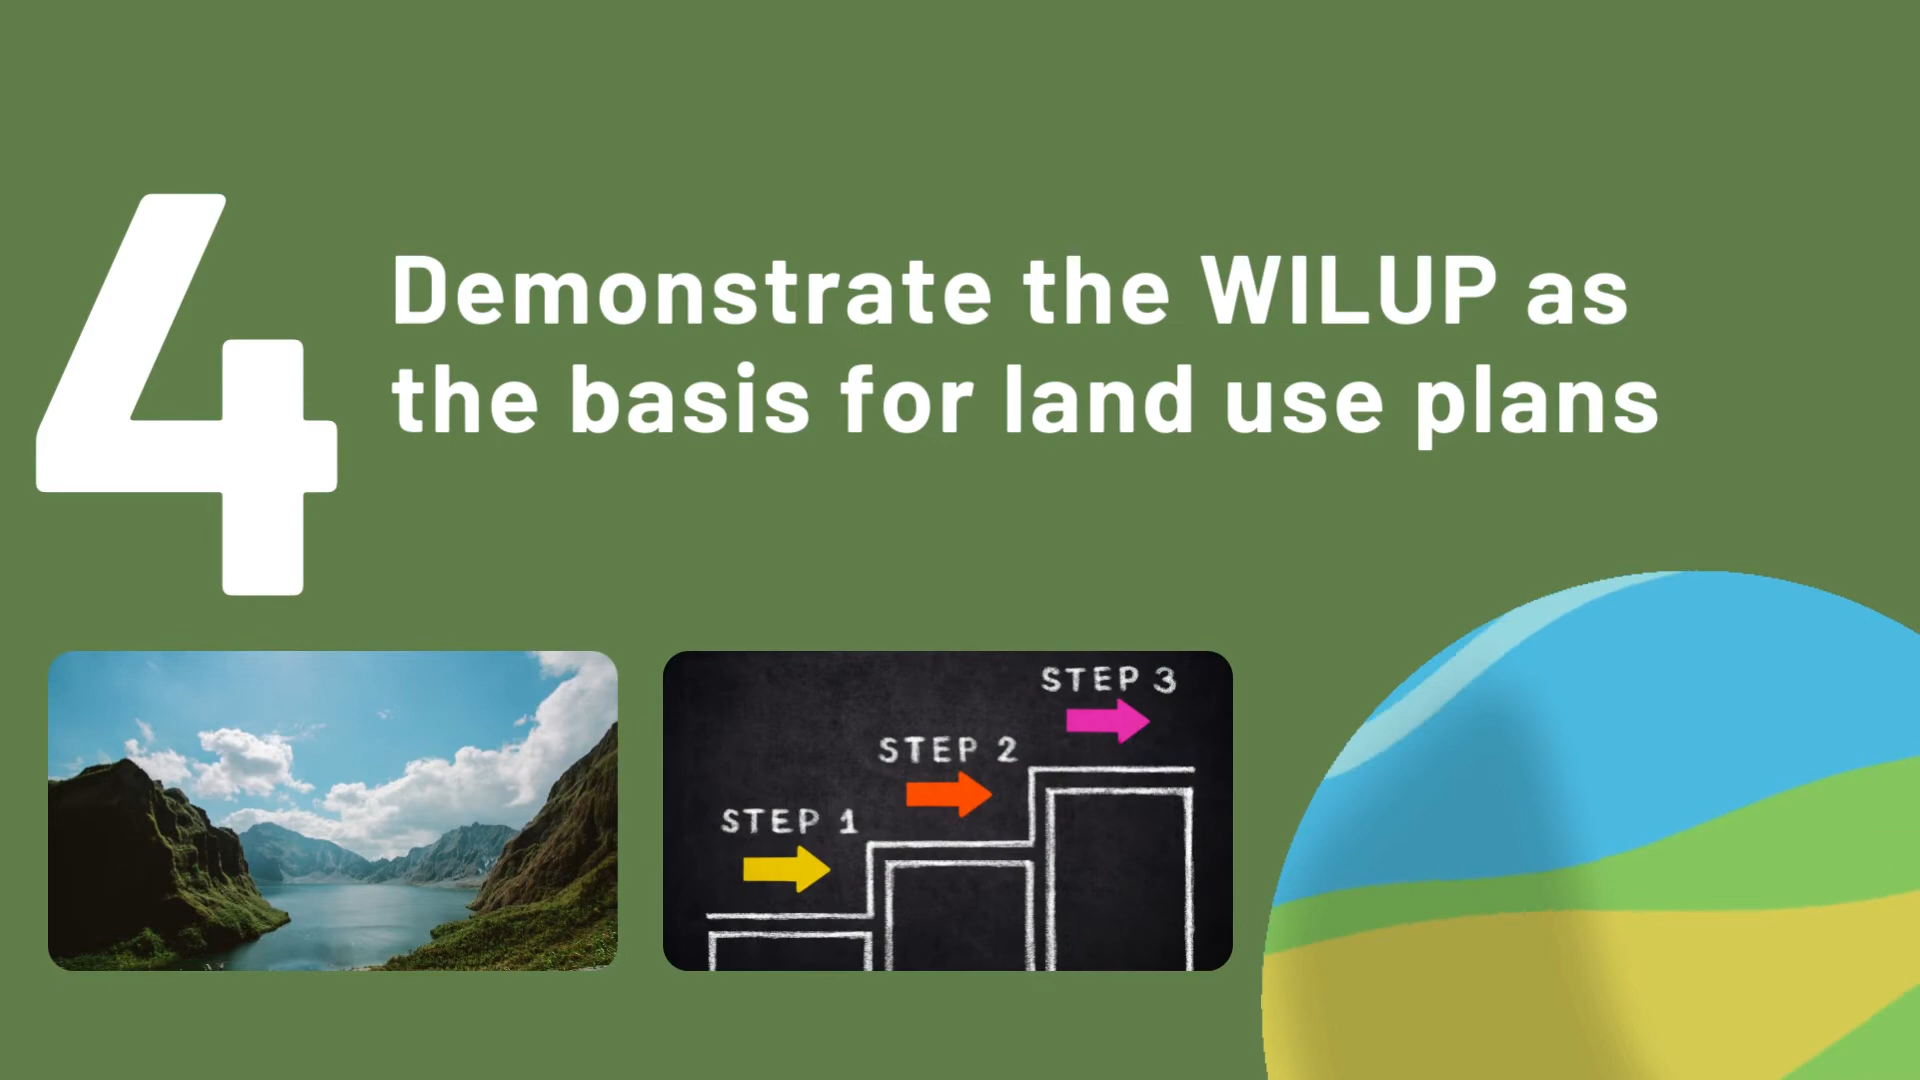 4
Demonstrate the WILUP as
the basis for land use plans
STEP 1
STEP 2
STEP 3